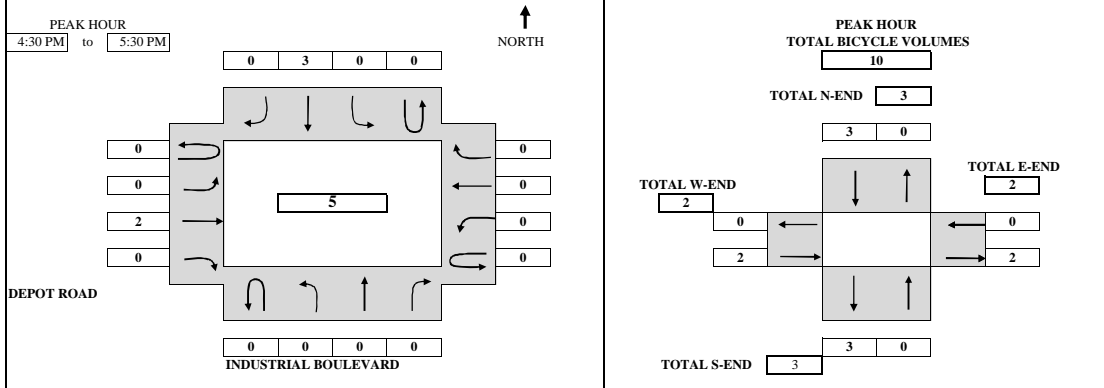 PEAK HOUR
4:30 PM to 5:30 PM
NORTH
0 3 0 0
0 0
0 0
5
2 0
0 0
DEPOT ROAD
0 0 0 0
INDUSTRIAL BOULEVARD
PEAK HOUR
TOTAL BICYCLE VOLUMES
10
TOTAL N-END 3
3 0
TOTAL E-END
2
TOTAL W-END
2
0 0
2 2
3 0
TOTAL S-END 3